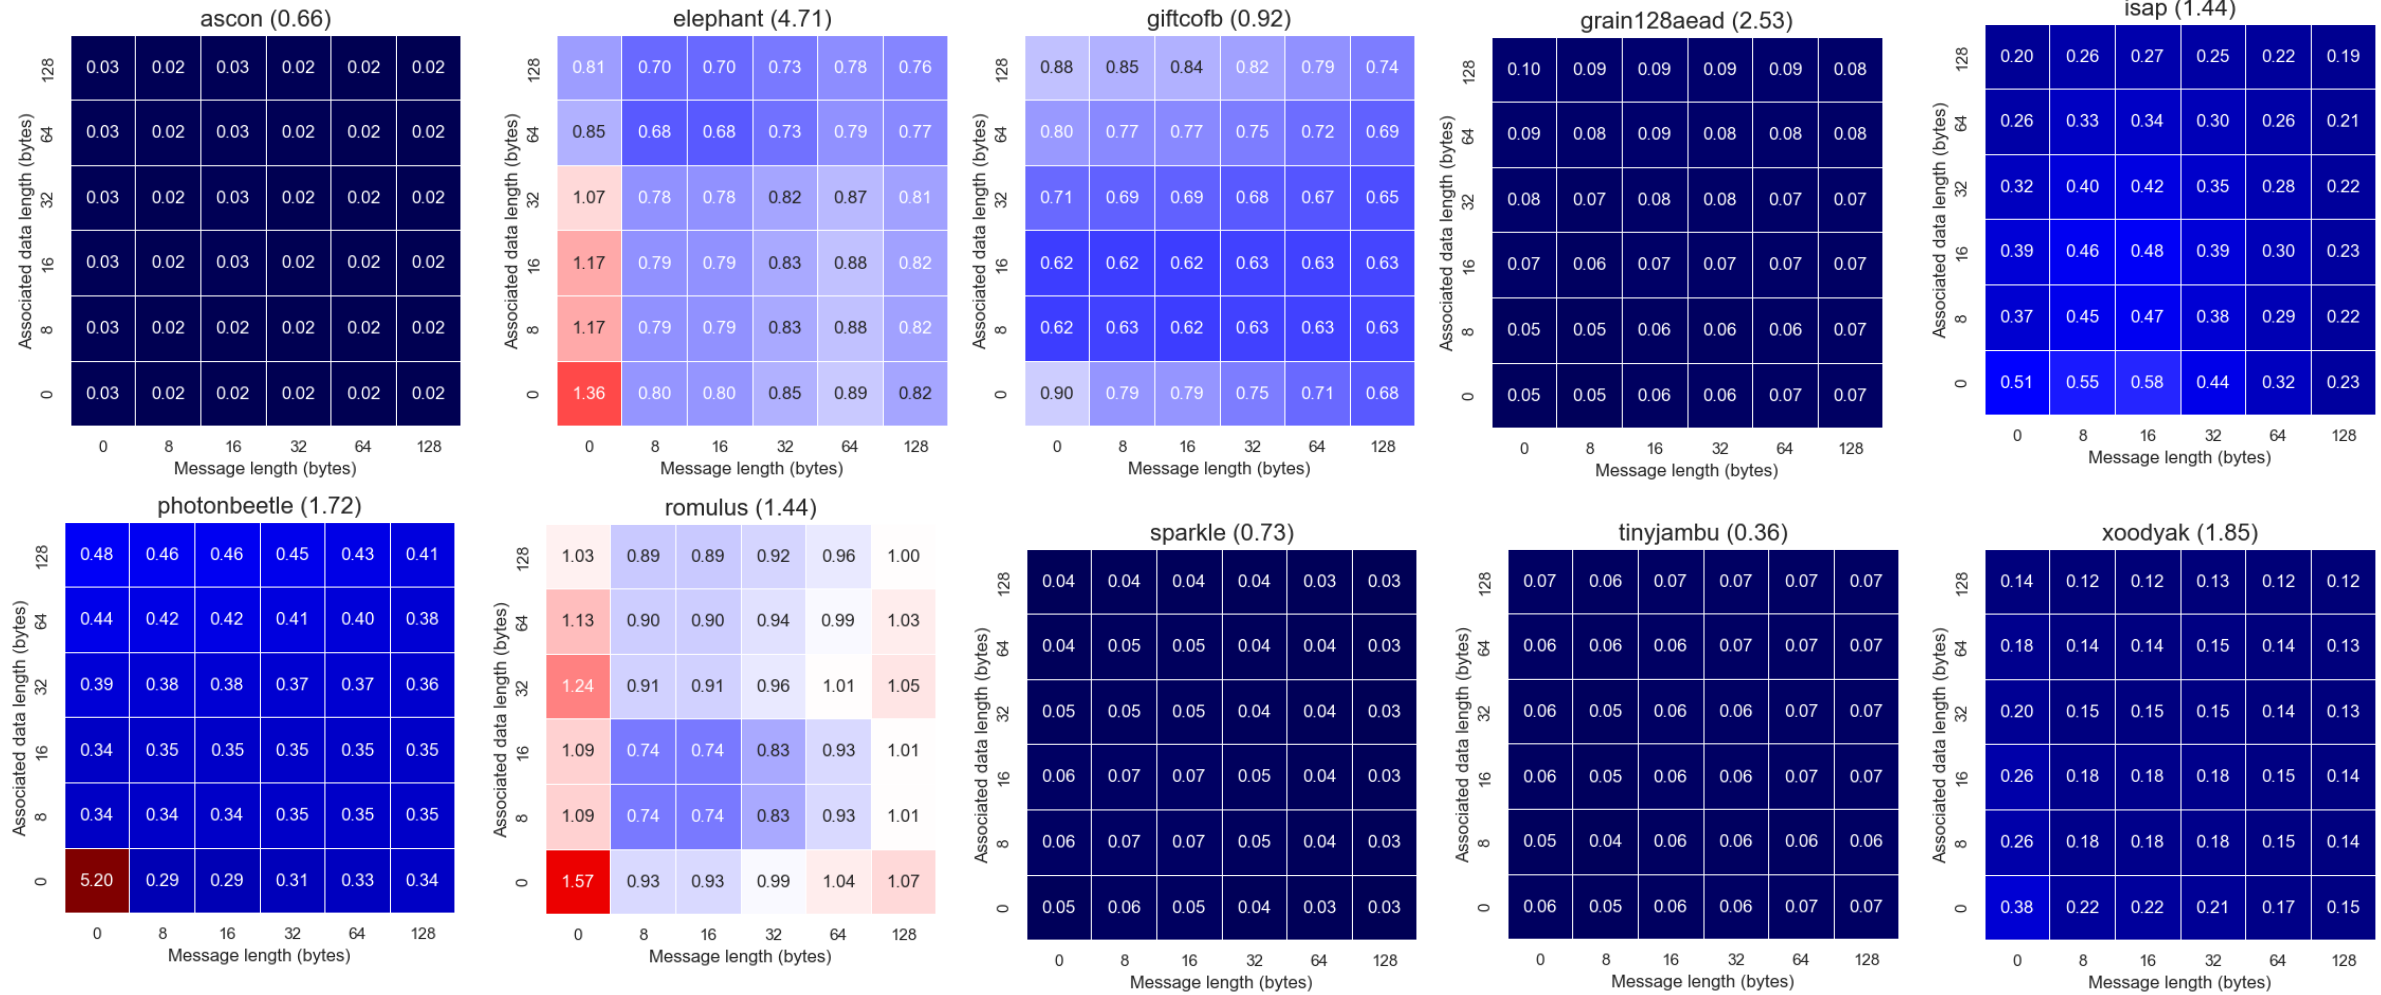 ascon (0.66)
Associated data length (bytes)
128 0.03 0.02 0.03 0.02 0.02 0.02
64 0.03 0.02 0.03 0.02 0.02 0.02
32 0.03 0.02 0.03 0.02 0.02 0.02
16 0.03 0.02 0.03 0.02 0.02 0.02
8 0.03 0.02 0.02 0.02 0.02 0.02
0 0.03 0.02 0.02 0.02 0.02 0.02
0 8 16 32 64 128
Message length (bytes)
elephant (4.71)
Associated data length (bytes)
128 0.81 0.70 0.70 0.73 0.78 0.76
64 0.85 0.68 0.68 0.73 0.79 0.77
32 1.07 0.78 0.78 0.82 0.87 0.81
16 1.17 0.79 0.79 0.83 0.88 0.82
8 1.17 0.79 0.79 0.83 0.88 0.82
0 1.36 0.80 0.80 0.85 0.89 0.82
0 8 16 32 64 128
Message length (bytes)
giftcofb (0.92)
Associated data length (bytes)
128 0.88 0.85 0.84 0.82 0.79 0.74
64 0.80 0.77 0.77 0.75 0.72 0.69
32 0.71 0.69 0.69 0.68 0.67 0.65
16 0.62 0.62 0.62 0.63 0.63 0.63
8 0.62 0.63 0.62 0.63 0.63 0.63
0 0.90 0.79 0.79 0.75 0.71 0.68
0 8 16 32 64 128
Message length (bytes)
grain128aead (2.53)
Associated data length (bytes)
128 0.10 0.09 0.09 0.09 0.09 0.08
64 0.09 0.08 0.09 0.08 0.08 0.08
32 0.08 0.07 0.08 0.08 0.07 0.07
16 0.07 0.06 0.07 0.07 0.07 0.07
8 0.05 0.05 0.06 0.06 0.06 0.07
0 0.05 0.05 0.06 0.06 0.07 0.07
0 8 16 32 64 128
Message length (bytes)
isap (1.44)
Associated data length (bytes)
128 0.20 0.26 0.27 0.25 0.22 0.19
64 0.26 0.33 0.34 0.30 0.26 0.21
32 0.32 0.40 0.42 0.35 0.28 0.22
16 0.39 0.46 0.48 0.39 0.30 0.23
8 0.37 0.45 0.47 0.38 0.29 0.22
0 0.51 0.55 0.58 0.44 0.32 0.23
0 8 16 32 64 128
Message length (bytes)
photonbeetle (1.72)
Associated data length (bytes)
128 0.48 0.46 0.46 0.45 0.43 0.41
64 0.44 0.42 0.42 0.41 0.40 0.38
32 0.39 0.38 0.38 0.37 0.37 0.36
16 0.34 0.35 0.35 0.35 0.35 0.35
8 0.34 0.34 0.34 0.35 0.35 0.35
0 5.20 0.29 0.29 0.31 0.33 0.34
0 8 16 32 64 128
Message length (bytes)
romulus (1.44)
Associated data length (bytes)
128 1.03 0.89 0.89 0.92 0.96 1.00
64 1.13 0.90 0.90 0.94 0.99 1.03
32 1.24 0.91 0.91 0.96 1.01 1.05
16 1.09 0.74 0.74 0.83 0.93 1.01
8 1.09 0.74 0.74 0.83 0.93 1.01
0 1.57 0.93 0.93 0.99 1.04 1.07
0 8 16 32 64 128
Message length (bytes)
sparkle (0.73)
Associated data length (bytes)
128 0.04 0.04 0.04 0.04 0.03 0.03
64 0.04 0.05 0.05 0.04 0.04 0.03
32 0.05 0.05 0.05 0.04 0.04 0.03
16 0.06 0.07 0.07 0.05 0.04 0.03
8 0.06 0.07 0.07 0.05 0.04 0.03
0 0.05 0.06 0.05 0.04 0.03 0.03
0 8 16 32 64 128
Message length (bytes)
tinyjambu (0.36)
Associated data length (bytes)
128 0.07 0.06 0.07 0.07 0.07 0.07
64 0.06 0.06 0.06 0.07 0.07 0.07
32 0.06 0.05 0.06 0.06 0.07 0.07
16 0.06 0.05 0.06 0.06 0.07 0.07
8 0.05 0.04 0.06 0.06 0.06 0.06
0 0.06 0.05 0.06 0.06 0.07 0.07
0 8 16 32 64 128
Message length (bytes)
xoodyak (1.85)
Associated data length (bytes)
128 0.14 0.12 0.12 0.13 0.12 0.12
64 0.18 0.14 0.14 0.15 0.14 0.13
32 0.20 0.15 0.15 0.15 0.14 0.13
16 0.26 0.18 0.18 0.18 0.15 0.14
8 0.26 0.18 0.18 0.18 0.15 0.14
0 0.38 0.22 0.22 0.21 0.17 0.15
0 8 16 32 64 128
Message length (bytes)